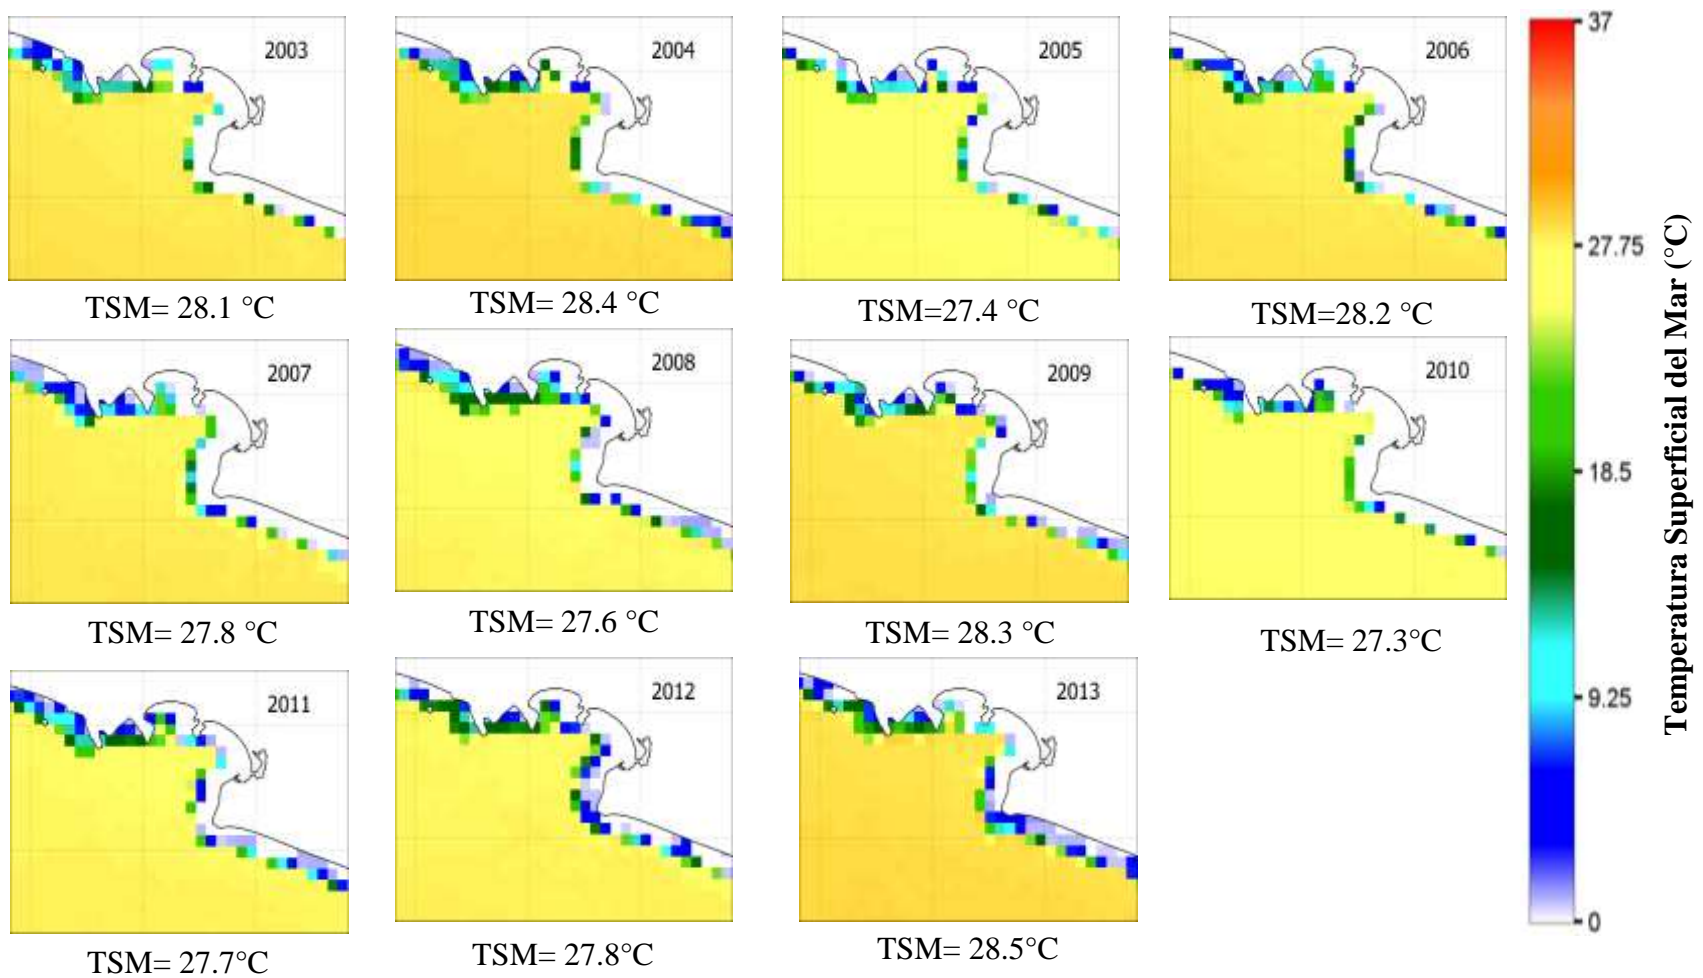 2003
2004
2005
2006
TSM= 28.1 °C
TSM= 28.4 °C
TSM=27.4 °C
TSM=28.2 °C
2007
2008
2009
2010
TSM= 27.8 °C
TSM= 27.6 °C
TSM= 28.3 °C
TSM= 27.3°C
2011
2012
2013
TSM= 27.7°C
TSM= 27.8°C
TSM= 28.5°C
37
27.75
18.5
9.25
0
Temperatura Superficial del Mar (°C)